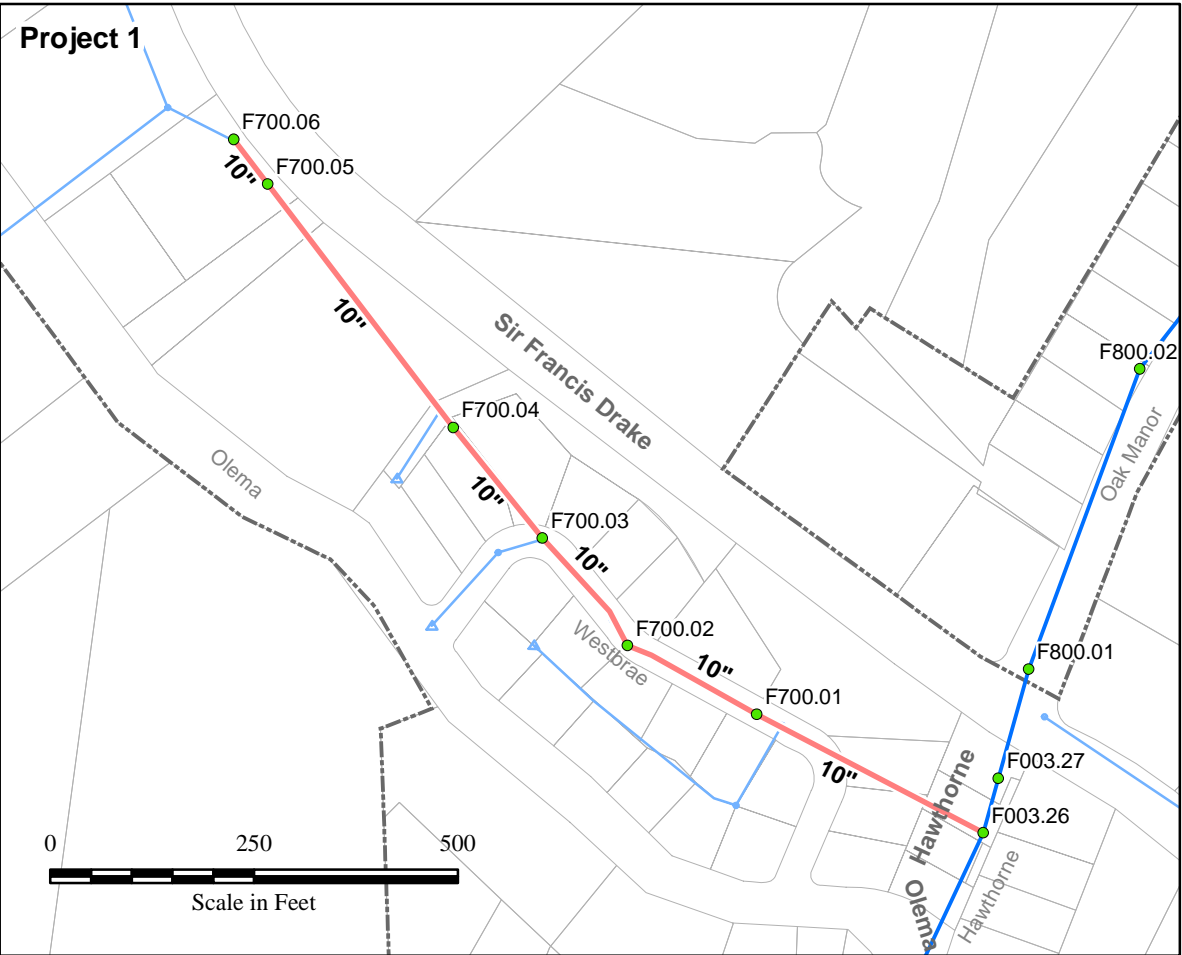 Project 1
F700.06
10"
F700.05
10"
Sir Francis Drake
F800.02
F700.04
Oak Manor
Olema
10"
F700.03
10"
F700.02
Westbrae
10"
F800.01
F700.01
10"
F003.27
Hawthorne
F003.26
Hawthorne
Olema
0 250 500
Scale in Feet